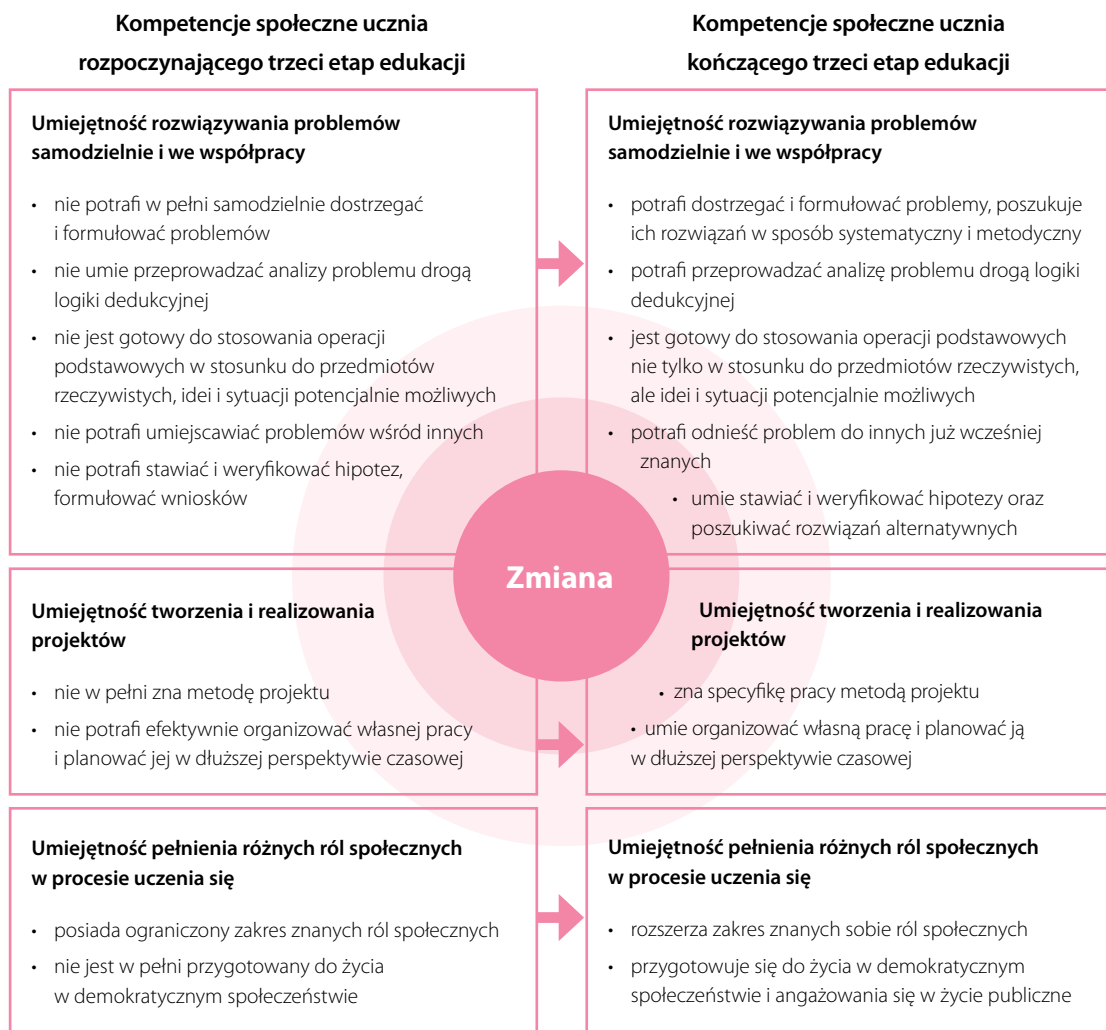 Kompetencje społeczne ucznia
rozpoczynającego trzeci etap edukacji
Umiejętność rozwiązywania problemów
samodzielnie i we współpracy
• nie potrafi w pełni samodzielnie dostrzegać
i formułować problemów
• nie umie przeprowadzać analizy problemu drogą
logiki dedukcyjnej
• nie jest gotowy do stosowania operacji
podstawowych w stosunku do przedmiotów
rzeczywistych, idei i sytuacji potencjalnie możliwych
• nie potrafi umiejscawiać problemów wśród innych
• nie potrafi stawiać i weryfikować hipotez,
formułować wniosków
Umiejętność tworzenia i realizowania
projektów
• nie w pełni zna metodę projektu
• nie potrafi efektywnie organizować własnej pracy
i planować jej w dłuższej perspektywie czasowej
Umiejętność pełnienia różnych ról społecznych
w procesie uczenia się
• posiada ograniczony zakres znanych ról społecznych
• nie jest w pełni przygotowany do życia
w demokratycznym społeczeństwie
Zmiana
Kompetencje społeczne ucznia
kończącego trzeci etap edukacji
Umiejętność rozwiązywania problemów
samodzielnie i we współpracy
• potrafi dostrzegać i formułować problemy, poszukuje
ich rozwiązań w sposób systematyczny i metodyczny
• potrafi przeprowadzać analizę problemu drogą logiki
dedukcyjnej
• jest gotowy do stosowania operacji podstawowych
nie tylko w stosunku do przedmiotów rzeczywistych,
ale idei i sytuacji potencjalnie możliwych
• potrafi odnieść problem do innych już wcześniej
znanych
• umie stawiać i weryfikować hipotezy oraz
poszukiwać rozwiązań alternatywnych
Umiejętność tworzenia i realizowania
projektów
• zna specyfikę pracy metodą projektu
• umie organizować własną pracę i planować ją
w dłuższej perspektywie czasowej
Umiejętność pełnienia różnych ról społecznych
w procesie uczenia się
• rozszerza zakres znanych sobie ról społecznych
• przygotowuje się do życia w demokratycznym
społeczeństwie i angażowania się w życie publiczne